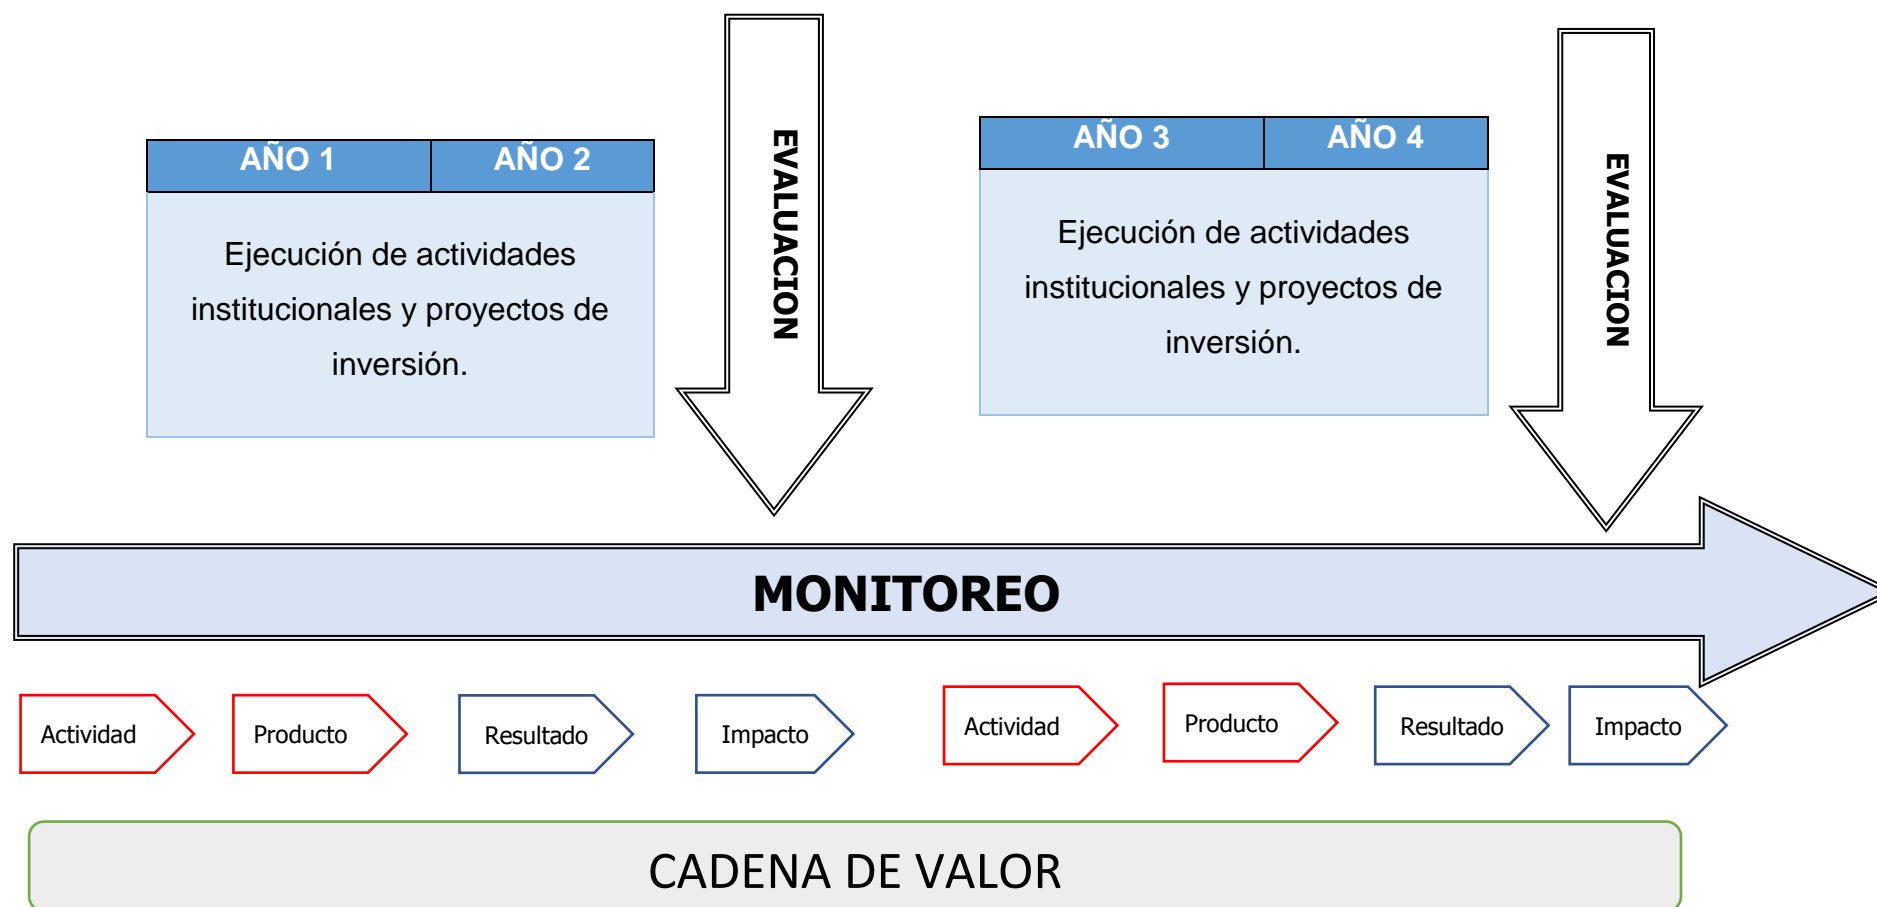 AÑO 1
AÑO 2
Ejecución de actividades
institucionales y proyectos de
inversión.
EVALUACION
AÑO 3
AÑO 4
Ejecución de actividades
institucionales y proyectos de
inversión.
EVALUACION
MONITOREO
Actividad
Producto
Resultado
Impacto
Actividad
Producto
Resultado
Impacto
CADENA DE VALOR